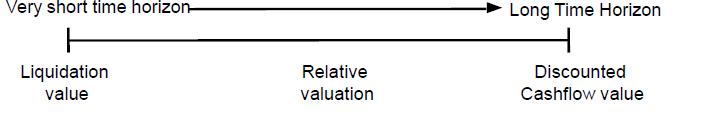 Very short time horizon
Long Time Horizon
Liquidation
value
Relative
valuation
Discounted
Cashflow value